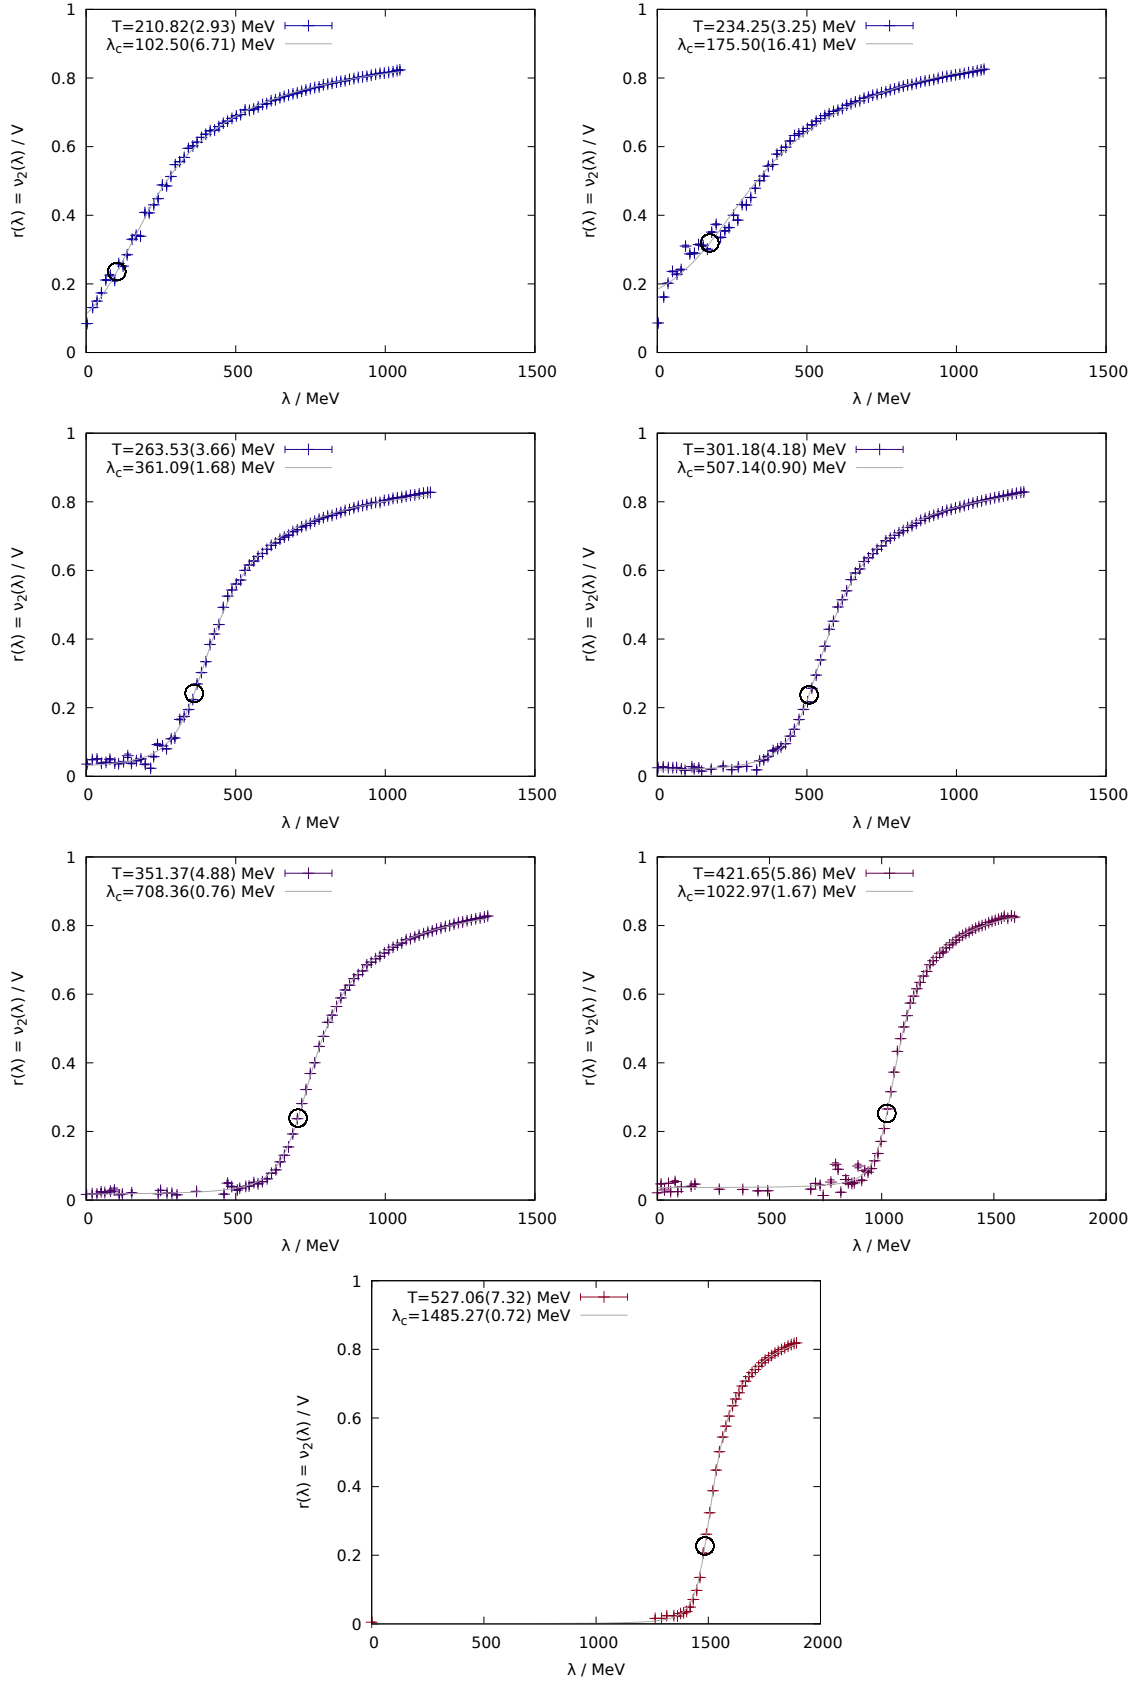 T=210.82(2.93) MeV
λc=102.50(6.71) MeV
1
0.8
0.6
0.4
0.2
0
0 500 1000 1500
r(λ) = ν2(λ) / V
λ / MeV
T=234.25(3.25) MeV
λc=175.50(16.41) MeV
1
0.8
0.6
0.4
0.2
0
0 500 1000 1500
r(λ) = ν2(λ) / V
λ / MeV
T=263.53(3.66) MeV
λc=361.09(1.68) MeV
1
0.8
0.6
0.4
0.2
0
0 500 1000 1500
r(λ) = ν2(λ) / V
λ / MeV
T=301.18(4.18) MeV
λc=507.14(0.90) MeV
1
0.8
0.6
0.4
0.2
0
0 500 1000 1500
r(λ) = ν2(λ) / V
λ / MeV
T=351.37(4.88) MeV
λc=708.36(0.76) MeV
1
0.8
0.6
0.4
0.2
0
0 500 1000 1500
r(λ) = ν2(λ) / V
λ / MeV
T=421.65(5.86) MeV
λc=1022.97(1.67) MeV
1
0.8
0.6
0.4
0.2
0
0 500 1000 1500 2000
r(λ) = ν2(λ) / V
λ / MeV
T=527.06(7.32) MeV
λc=1485.27(0.72) MeV
1
0.8
0.6
0.4
0.2
0
0 500 1000 1500 2000
r(λ) = ν2(λ) / V
λ / MeV